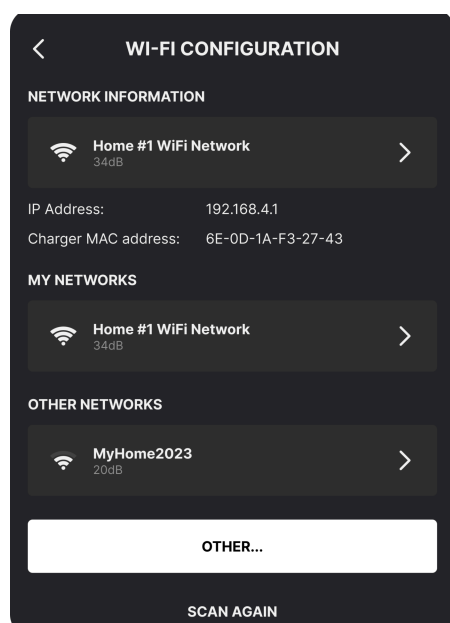 WI-FI CONFIGURATION
NETWORK INFORMATION
Home #1 WiFi Network
34dB
IP Address: 192.168.4.1
Charger MAC address: 6E-0D-1A-F3-27-43
MY NETWORKS
Home #1 WiFi Network
34dB
OTHER NETWORKS
MyHome2023
20dB
OTHER...
SCAN AGAIN